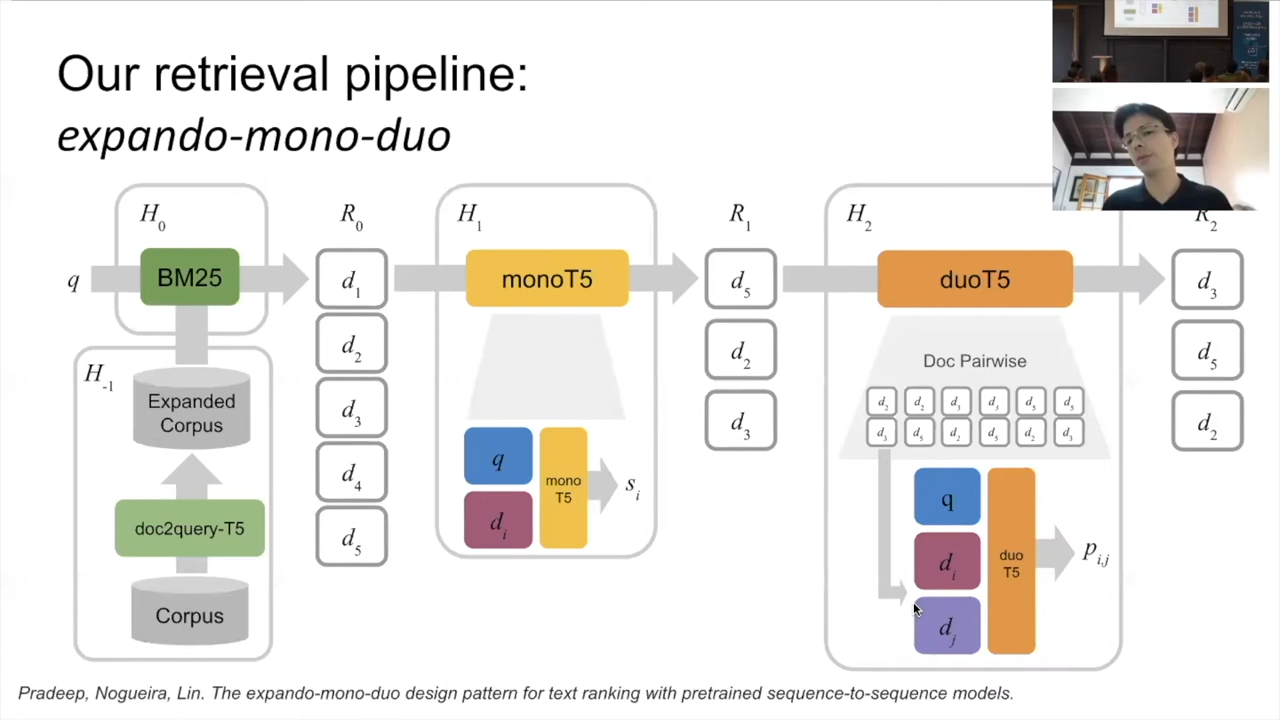 Our retrieval pipeline:
expando-mono-duo
H0
R0
H1
R1
H2
R2
q
BM25
d1
monoT5
d5
duoT5
d3
d2
d2
Doc Pairwise
d5
H-1
Expanded
Corpus
d3
d3
d2
d2 d2 d3 d3 d5 d5
d3 d5 d2 d5 d2 d3
q
mono
T5
si
di
d4
q
doc2query-T5
d5
di
duo
T5
pi,j
Corpus
dj
Pradeep, Nogueira, Lin. The expando-mono-duo design pattern for text ranking with pretrained sequence-to-sequence models.